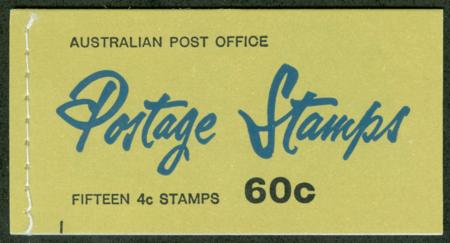 AUSTRALIAN POST OFFICE
Postage Stamps
FIFTEEN 4c STAMPS 60c